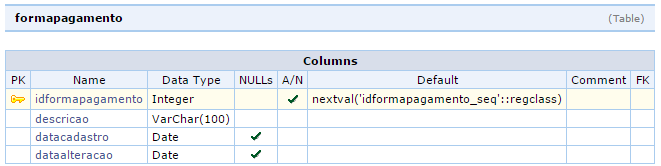 formapagamento (Table)
Columns
PK Name Data Type NULLs A/N Default Comment FK
idformapagamento Integer nextval('idformapagamento_seq'::regclass)
descricao VarChar(100)
datacadastro Date
dataalteracao Date